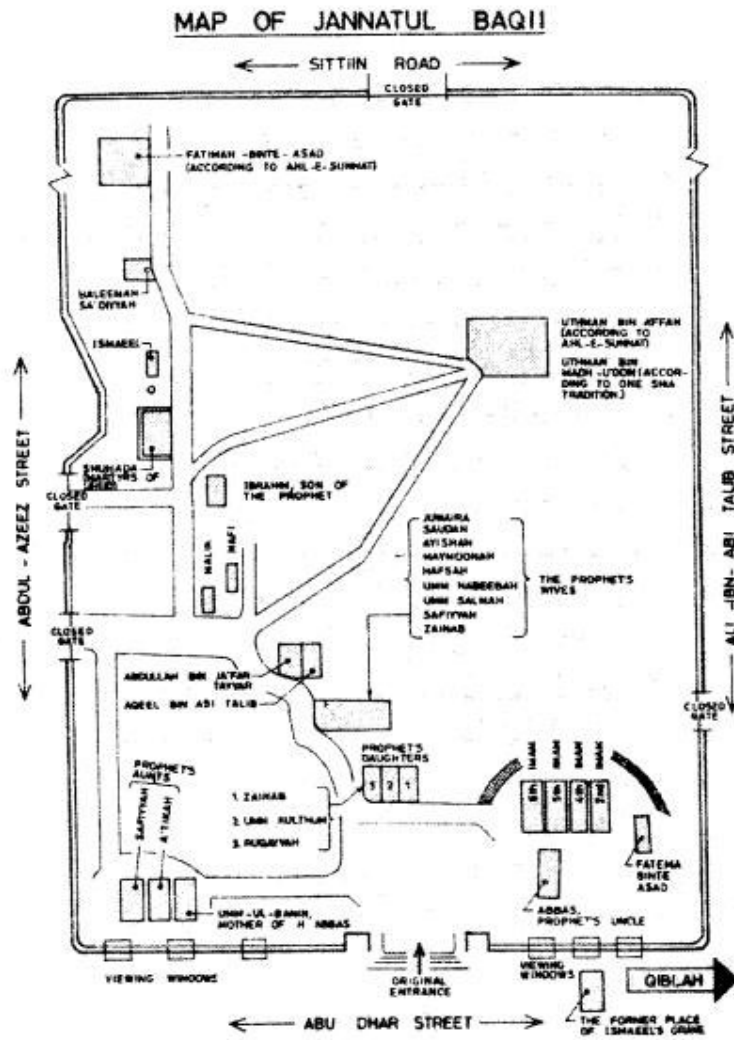 MAP OF JANNATUL BAQII
SITTIIN ROAD
CLOSED
GATE
FATIMAH -BINTE- ASAD
(ACCORDING TO AHL-E-SUNNAT)
HALEEMAH
SA'DIYYAH
ISMAEEL
UTHMAN BIN AFFAN
(ACCORDING TO
AHL-E-SUNNAT)
UTHMAN BIN
MADH-U'OON (ACCOR-
DING TO ONE SHIA
TRADITION.)
SHUHADA
MARTYRS OF
CLOSED
GATE
IBRAHIM, SON OF
THE PROPHET
MALIK
NAFI
ABDUL - AZEEZ STREET
ALI -IBN- ABI TALIB STREET
JUWAIRA
SAUDAH
AYISHAH
MAYMOONAH
HAFSAH
UMM HABEEBAH
UMM SALMAH
SAFIYYAH
ZAINAB
THE PROPHET'S
WIVES
CLOSED
GATE
ABDULLAH BIN JA'FAR
TAYYAR
AQEEL BIN ABI TALIB
CLOSED
GATE
PROPHET'S
DAUGHTERS
3 2 1
1. ZAINAB
2. UMM KULTHUM
3. RUQAYYAH
PROPHET'S
AUNTS
SAFIYYAH
A'TIKAH
IMAM IMAM IMAM IMAM
6th 5th 4th 2nd
FATEMA
BINTE
ASAD
ABBAS,
PROPHET'S UNCLE
UMM-UL-BANIN,
MOTHER OF H ABBAS
VIEWING WINDOWS
ORIGINAL
ENTRANCE
VIEWING
WINDOWS
QIBLAH
ABU DHAR STREET
THE FORMER PLACE
OF ISMAEEL'S GRAVE